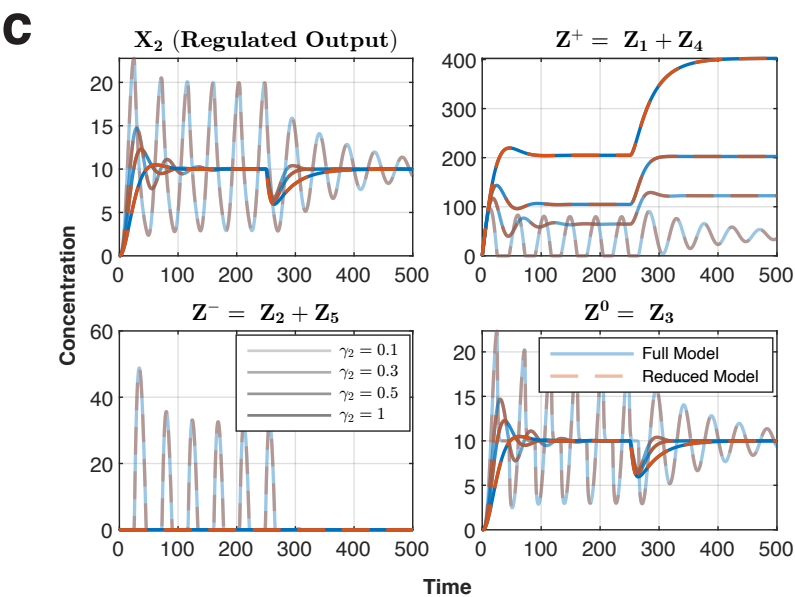 C
X₂ (Regulated Output)
20
15
10
5
0
0 100 200 300 400 500
Z⁺ = Z₁ + Z₄
400
300
200
100
0
0 100 200 300 400 500
Concentration
Z⁻ = Z₂ + Z₅
60
40
20
0
0 100 200 300 400 500
γ₂ = 0.1
γ₂ = 0.3
γ₂ = 0.5
γ₂ = 1
Z⁰ = Z₃
20
15
10
5
0
0 100 200 300 400 500
Full Model
Reduced Model
Time